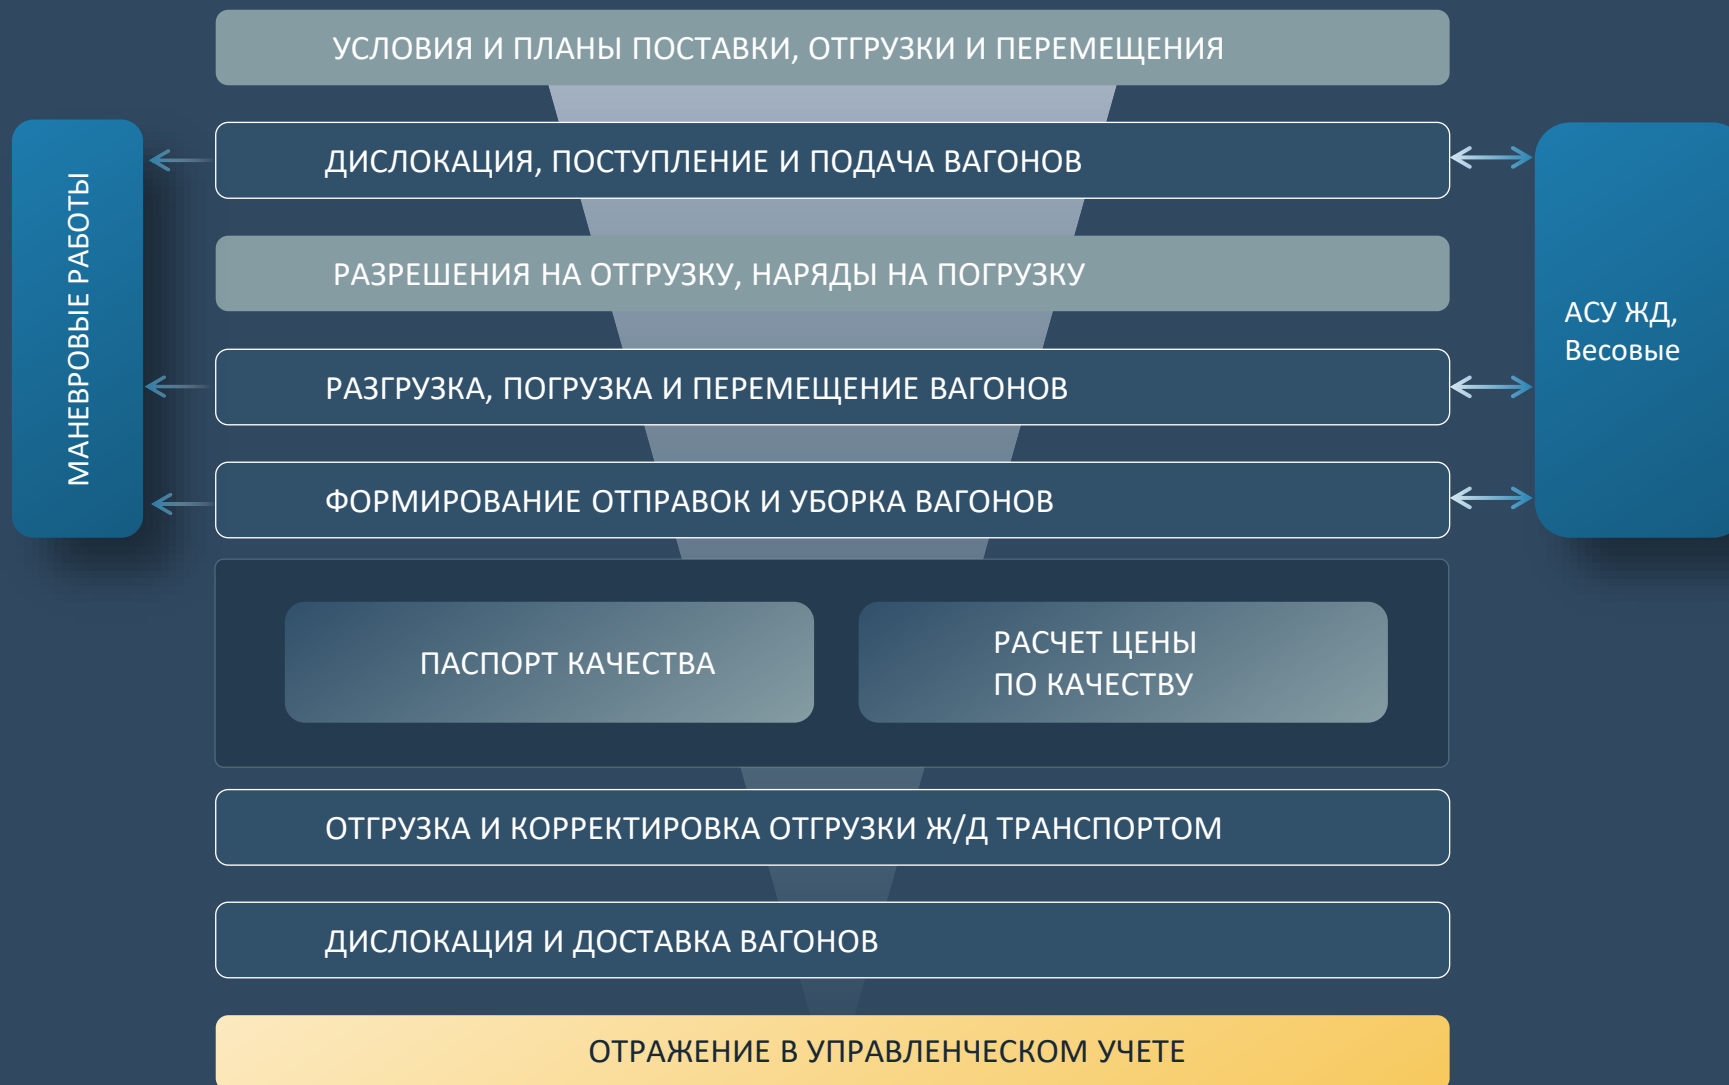 УСЛОВИЯ И ПЛАНЫ ПОСТАВКИ, ОТГРУЗКИ И ПЕРЕМЕЩЕНИЯ
ДИСЛОКАЦИЯ, ПОСТУПЛЕНИЕ И ПОДАЧА ВАГОНОВ
РАЗРЕШЕНИЯ НА ОТГРУЗКУ, НАРЯДЫ НА ПОГРУЗКУ
РАЗГРУЗКА, ПОГРУЗКА И ПЕРЕМЕЩЕНИЕ ВАГОНОВ
ФОРМИРОВАНИЕ ОТПРАВОК И УБОРКА ВАГОНОВ
МАНЕВРОВЫЕ РАБОТЫ
АСУ ЖД,
Весовые
ПАСПОРТ КАЧЕСТВА
РАСЧЕТ ЦЕНЫ
ПО КАЧЕСТВУ
ОТГРУЗКА И КОРРЕКТИРОВКА ОТГРУЗКИ Ж/Д ТРАНСПОРТОМ
ДИСЛОКАЦИЯ И ДОСТАВКА ВАГОНОВ
ОТРАЖЕНИЕ В УПРАВЛЕНЧЕСКОМ УЧЕТЕ